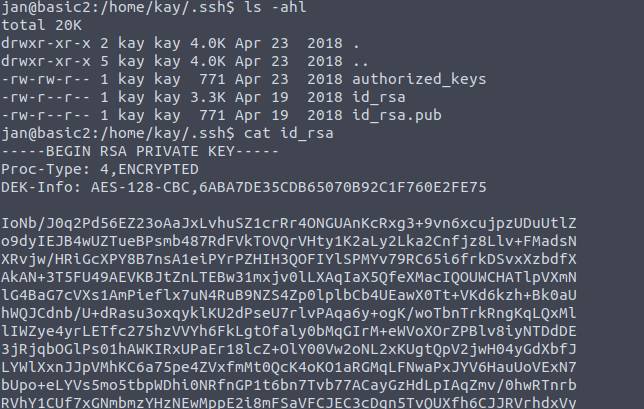 jan@basic2:/home/kay/.ssh$ ls -ahl
total 20K
drwxr-xr-x 2 kay kay 4.0K Apr 23  2018 .
drwxr-xr-x 5 kay kay 4.0K Apr 23  2018 ..
-rw-rw-r-- 1 kay kay  771 Apr 23  2018 authorized_keys
-rw-r--r-- 1 kay kay 3.3K Apr 19  2018 id_rsa
-rw-r--r-- 1 kay kay  771 Apr 19  2018 id_rsa.pub
jan@basic2:/home/kay/.ssh$ cat id_rsa
-----BEGIN RSA PRIVATE KEY-----
Proc-Type: 4,ENCRYPTED
DEK-Info: AES-128-CBC,6ABA7DE35CDB65070B92C1F760E2FE75
IoNb/J0q2Pd56EZ23oAaJxLvhuSZ1crRr4ONGUAnKcRxg3+9vn6xcujpzUDuUtlZ
o9dyIEJB4wUZTueBPsmb487RdFVkTOVQrVHty1K2aLy2Lka2Cnfjz8Llv+FMadsN
XRvjw/HRiGcXPY8B7nsA1eiPYrPZHIH3QOFIYlSPMYv79RC65i6frkDSvxXzbdfX
AkAN+3T5FU49AEVKBJtZnLTEBw31mxjv0lLXAqIaX5QfeXMacIQOUWCHATlpVXmN
lG4BaG7cVXs1AmPieflx7uN4RuB9NZS4Zp0lplbCb4UEawX0Tt+VKd6kzh+Bk0aU
hWQJCdnb/U+dRasu3oxqyklKU2dPseU7rlvPAqa6y+ogK/woTbnTrkRngKqLQxMl
lIWZye4yrLETfc275hzVVYh6FkLgtOfaly0bMqGIrM+eWVoXOrZPBlv8iyNTDdDE
3jRjqbOGlPs01hAWKIRxUPaEr18lcZ+OlY00Vw2oNL2xKUgtQpV2jwH04yGdXbfJ
LYWlXxnJJpVMhKC6a75pe4ZVxfmMt0QcK4oKO1aRGMqLFNwaPxJYV6HauUoVExN7
bUpo+eLYVs5mo5tbpWDhi0NRfnGP1t6bn7Tvb77ACayGzHdLpIAqZmv/0hwRTnrb
RVhY1CUf7xGNmbmzYHzNEwMppE2i8mFSaVFCJEC3cDgn5TvQUXfh6CJJRVrhdxVy